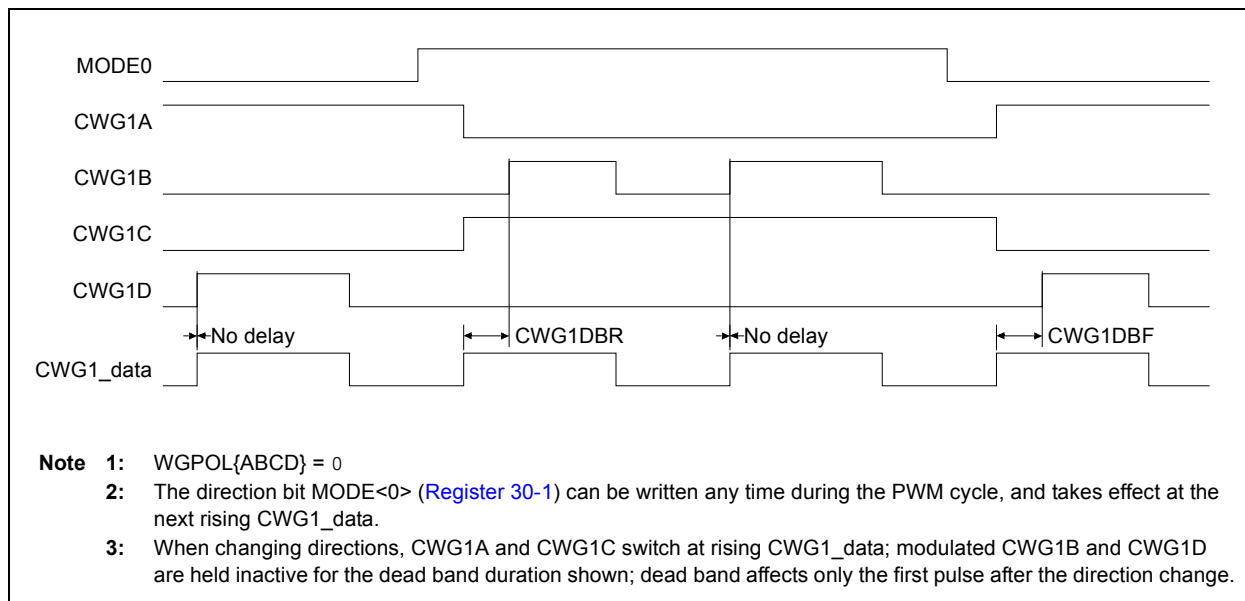 MODE0
CWG1A
CWG1B
CWG1C
CWG1D
No delay CWG1DBR No delay CWG1DBF
CWG1_data
Note 1: WGPOL{ABCD} = 0
2: The direction bit MODE<0> (Register 30-1) can be written any time during the PWM cycle, and takes effect at the
next rising CWG1_data.
3: When changing directions, CWG1A and CWG1C switch at rising CWG1_data; modulated CWG1B and CWG1D
are held inactive for the dead band duration shown; dead band affects only the first pulse after the direction change.